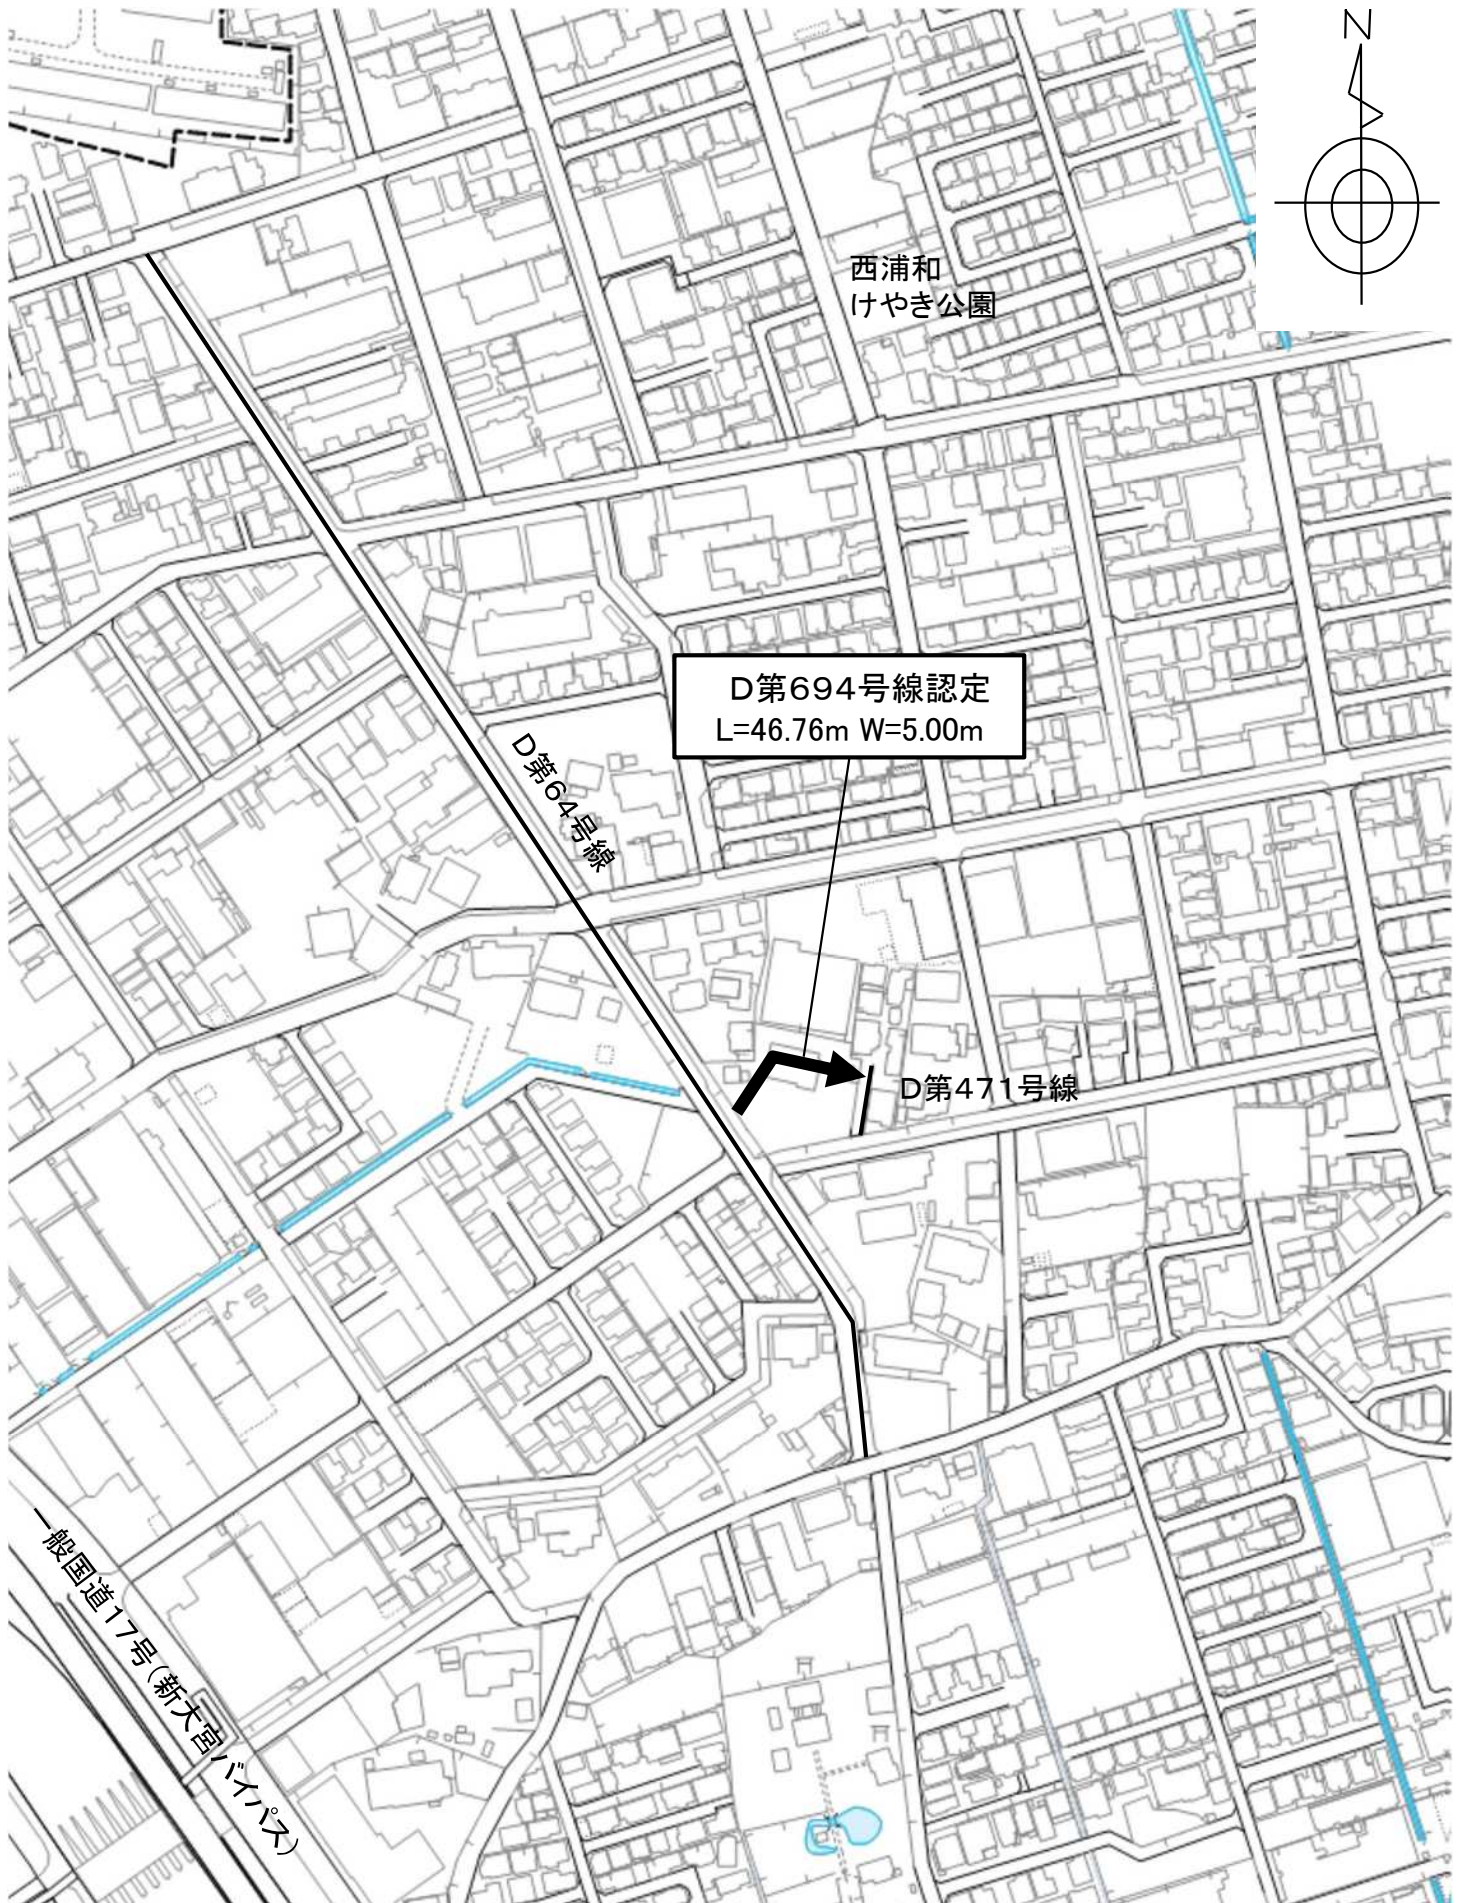 N
西浦和
けやき公園
D第694号線認定
L=46.76m W=5.00m
D第64号線
D第471号線
一般国道17号(新大宮バイパス)